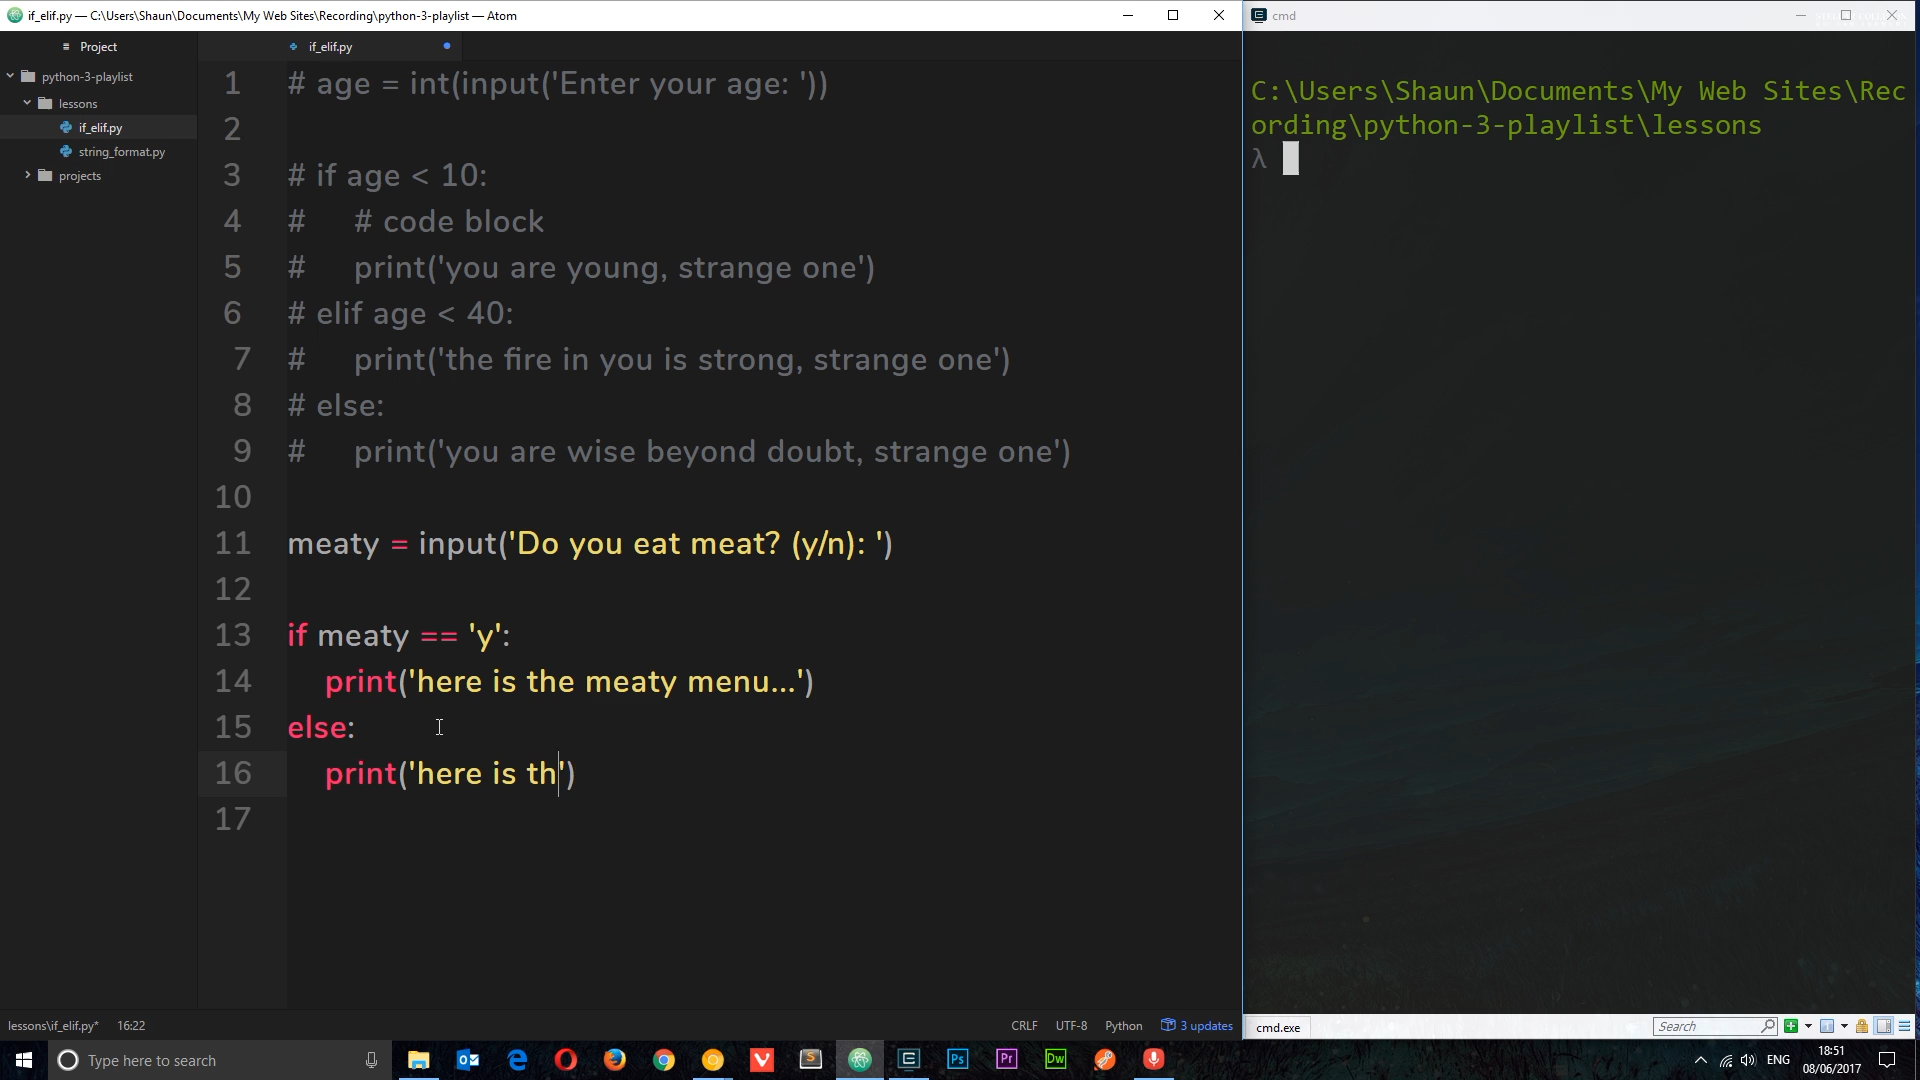 if_elif.py — C:\Users\Shaun\Documents\My Web Sites\Recording\python-3-playlist — Atom
Project
python-3-playlist
lessons
if_elif.py
string_format.py
projects
if_elif.py
1 # age = int(input('Enter your age: '))
2
3 # if age < 10:
4 #     # code block
5 #     print('you are young, strange one')
6 # elif age < 40:
7 #     print('the fire in you is strong, strange one')
8 # else:
9 #     print('you are wise beyond doubt, strange one')
10
11 meaty = input('Do you eat meat? (y/n): ')
12
13 if meaty == 'y':
14     print('here is the meaty menu...')
15 else:
16     print('here is th')
17
lessons\if_elif.py*
16:22
CRLF
UTF-8
Python
3 updates
cmd
C:\Users\Shaun\Documents\My Web Sites\Rec
ording\python-3-playlist\lessons
λ
cmd.exe
Search
Type here to search
Ps
Pr
Dw
ENG
18:51
08/06/2017